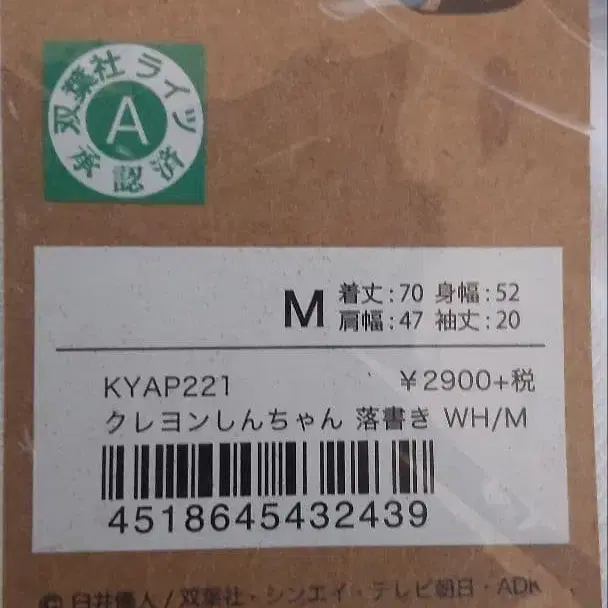 双葉社ライツ
A
承認済
M 着丈:70 身幅:52
肩幅:47 袖丈:20
KYAP221 ¥2900+税
クレヨンしんちゃん 落書き WH/M
4518645432439
© 臼井儀人/双葉社・シンエイ・テレビ朝日・ADK